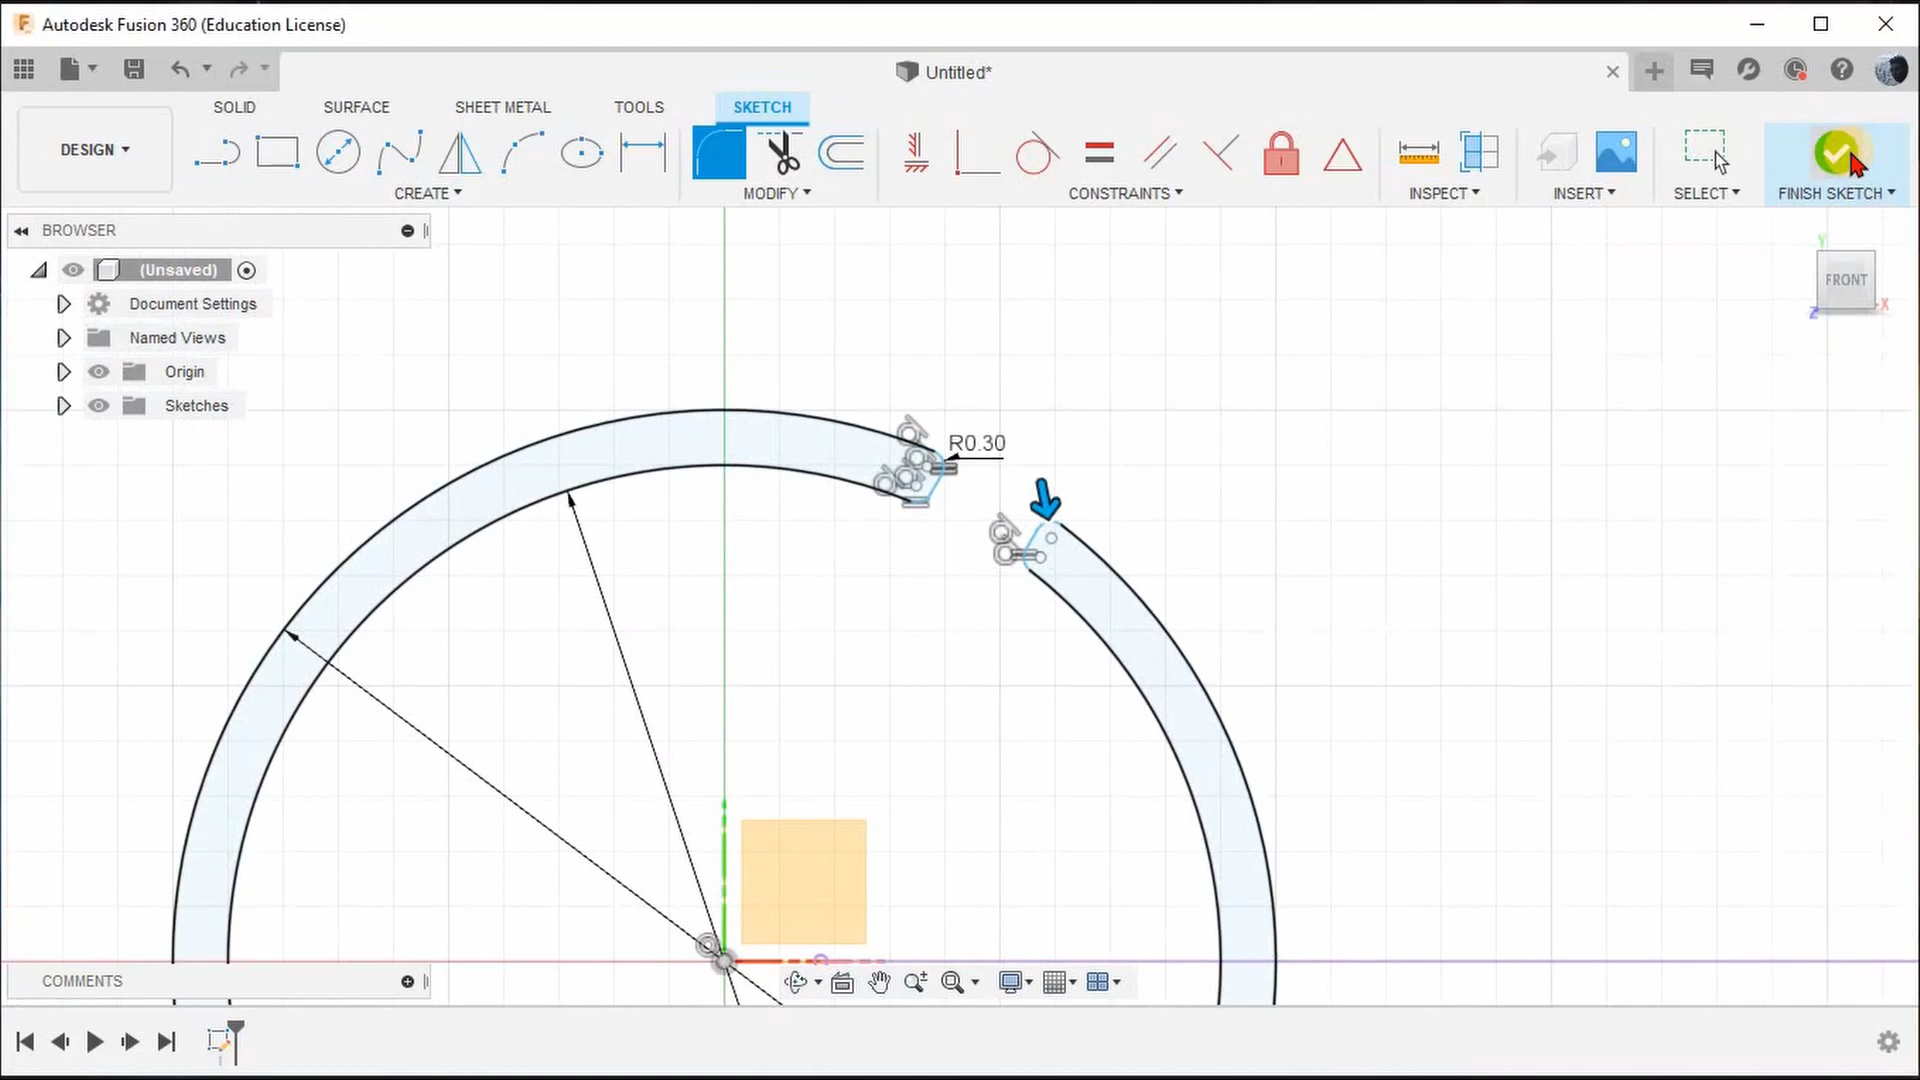 Autodesk Fusion 360 (Education License)
Untitled*
SOLID
SURFACE
SHEET METAL
TOOLS
SKETCH
DESIGN
CREATE
MODIFY
CONSTRAINTS
INSPECT
INSERT
SELECT
FINISH SKETCH
BROWSER
(Unsaved)
Document Settings
Named Views
Origin
Sketches
Y
FRONT
X
Z
R0.30
COMMENTS